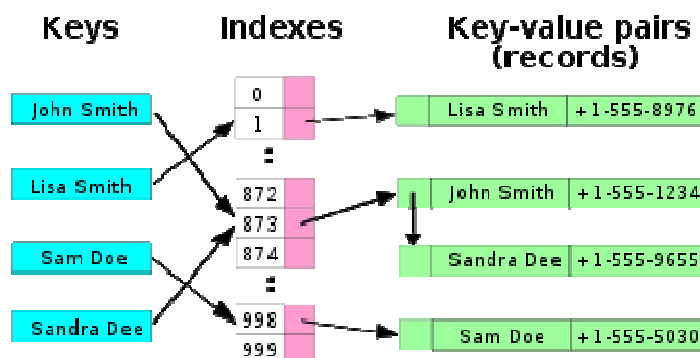 Keys
Indexes
Key-value pairs
(records)
John Smith
Lisa Smith
Sam Doe
Sandra Dee
0
1
:
872
873
874
:
998
999
Lisa Smith +1-555-8976
John Smith +1-555-1234
Sandra Dee +1-555-9655
Sam Doe +1-555-5030